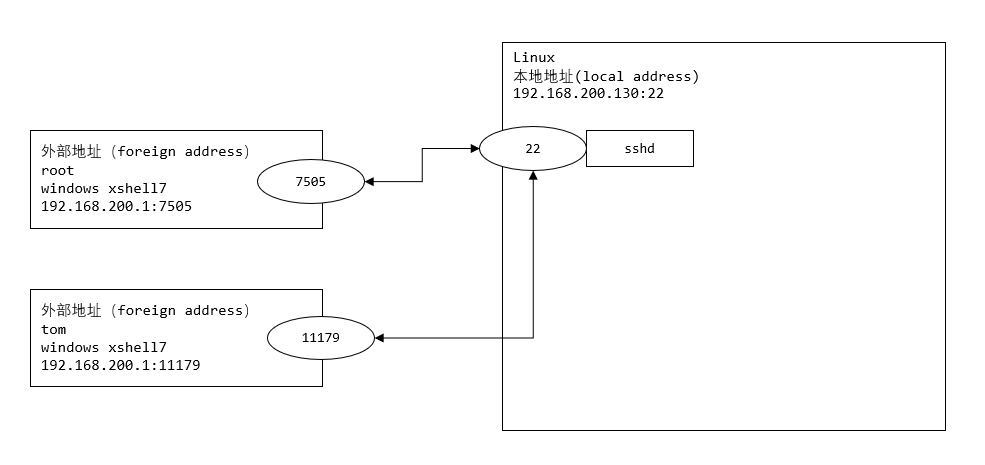 Linux
本地地址(local address)
192.168.200.130:22
22
sshd
外部地址（foreign address）
root
windows xshell7
192.168.200.1:7505
7505
外部地址（foreign address）
tom
windows xshell7
192.168.200.1:11179
11179